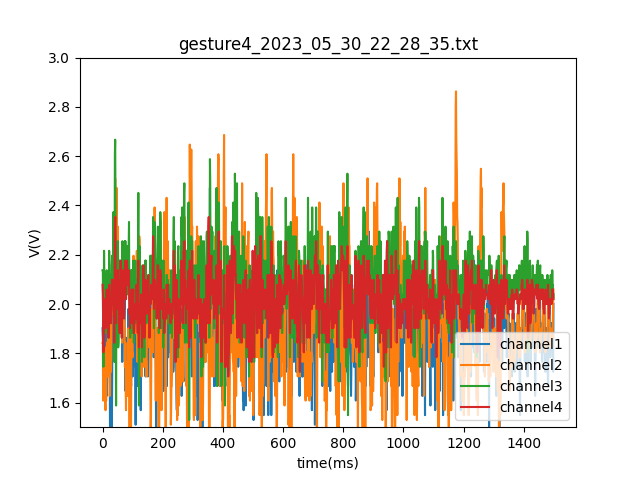 gesture4_2023_05_30_22_28_35.txt
3.0
2.8
2.6
2.4
2.2
2.0
1.8
1.6
V(V)
channel1
channel2
channel3
channel4
0 200 400 600 800 1000 1200 1400
time(ms)